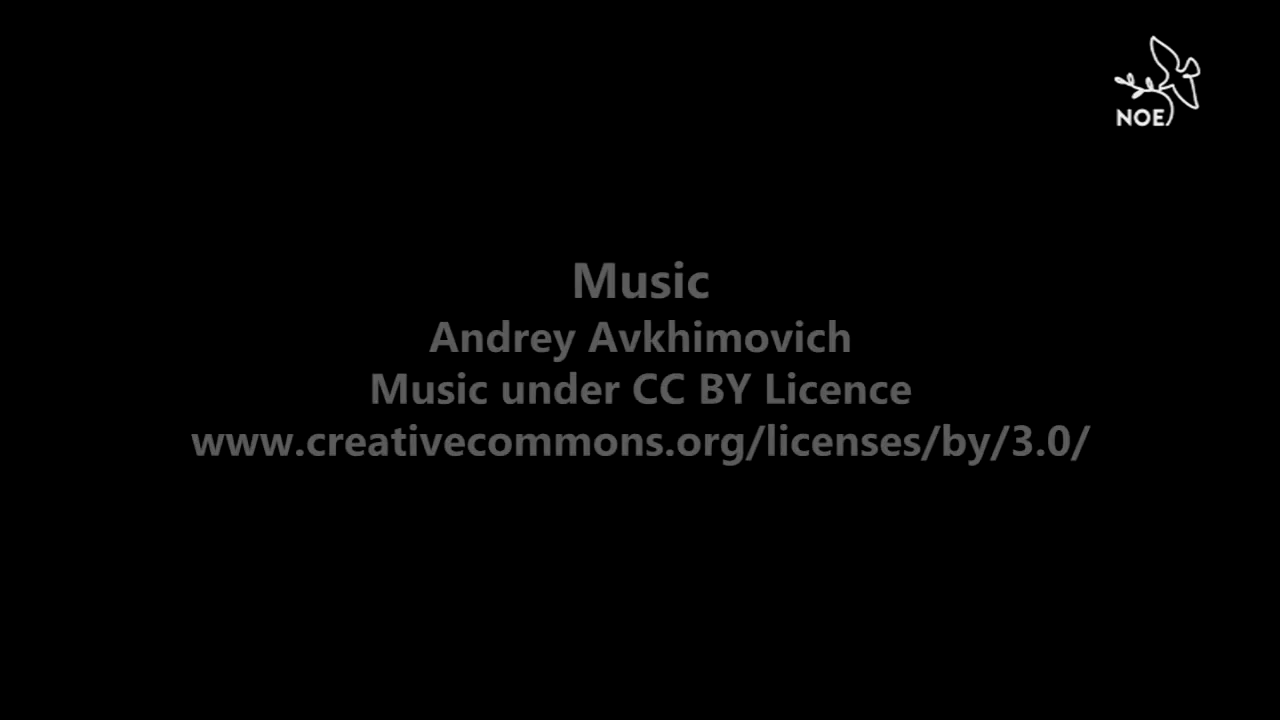 NOE
Music
Andrey Avkhimovich
Music under CC BY Licence
www.creativecommons.org/licenses/by/3.0/